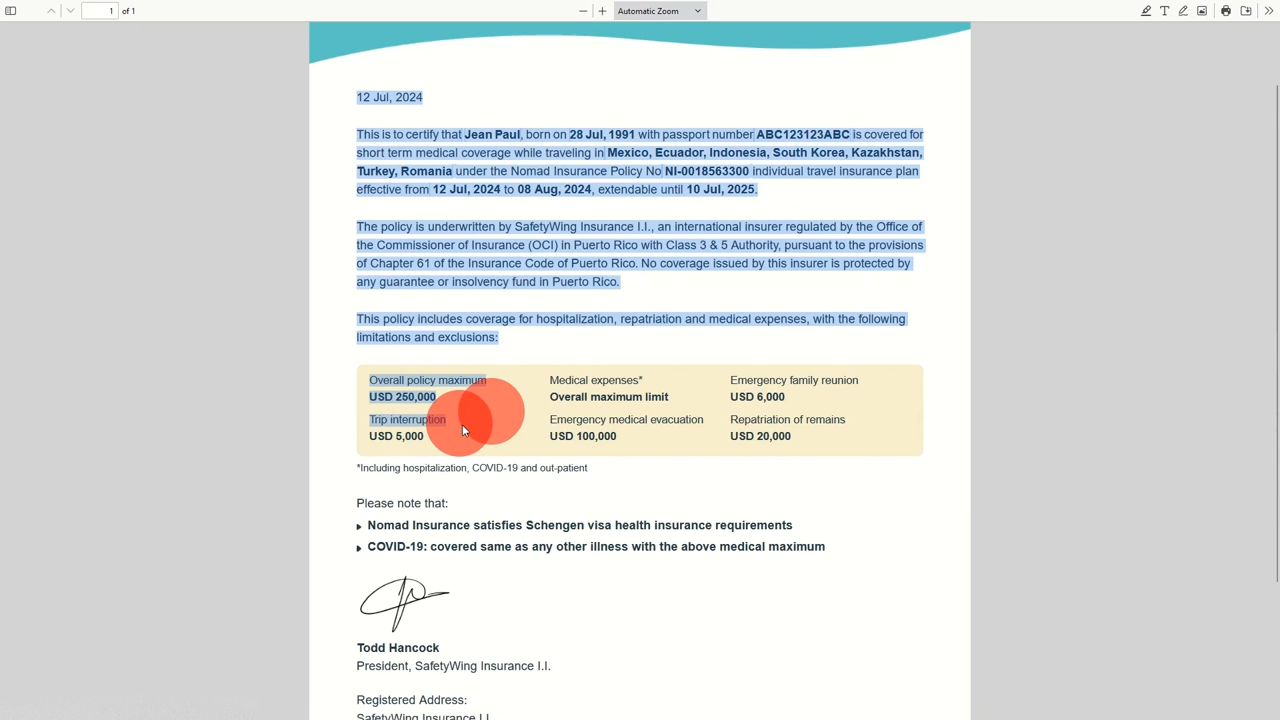 1 of 1
Automatic Zoom
12 Jul, 2024
This is to certify that Jean Paul, born on 28 Jul, 1991 with passport number ABC123123ABC is covered for
short term medical coverage while traveling in Mexico, Ecuador, Indonesia, South Korea, Kazakhstan,
Turkey, Romania under the Nomad Insurance Policy No NI-0018563300 individual travel insurance plan
effective from 12 Jul, 2024 to 08 Aug, 2024, extendable until 10 Jul, 2025.
The policy is underwritten by SafetyWing Insurance I.I., an international insurer regulated by the Office of
the Commissioner of Insurance (OCI) in Puerto Rico with Class 3 & 5 Authority, pursuant to the provisions
of Chapter 61 of the Insurance Code of Puerto Rico. No coverage issued by this insurer is protected by
any guarantee or insolvency fund in Puerto Rico.
This policy includes coverage for hospitalization, repatriation and medical expenses, with the following
limitations and exclusions:
Overall policy maximum Medical expenses* Emergency family reunion
USD 250,000 Overall maximum limit USD 6,000
Trip interruption Emergency medical evacuation Repatriation of remains
USD 5,000 USD 100,000 USD 20,000
*Including hospitalization, COVID-19 and out-patient
Please note that:
Nomad Insurance satisfies Schengen visa health insurance requirements
COVID-19: covered same as any other illness with the above medical maximum
Todd Hancock
President, SafetyWing Insurance I.I.
Registered Address:
SafetyWing Insurance I.I.